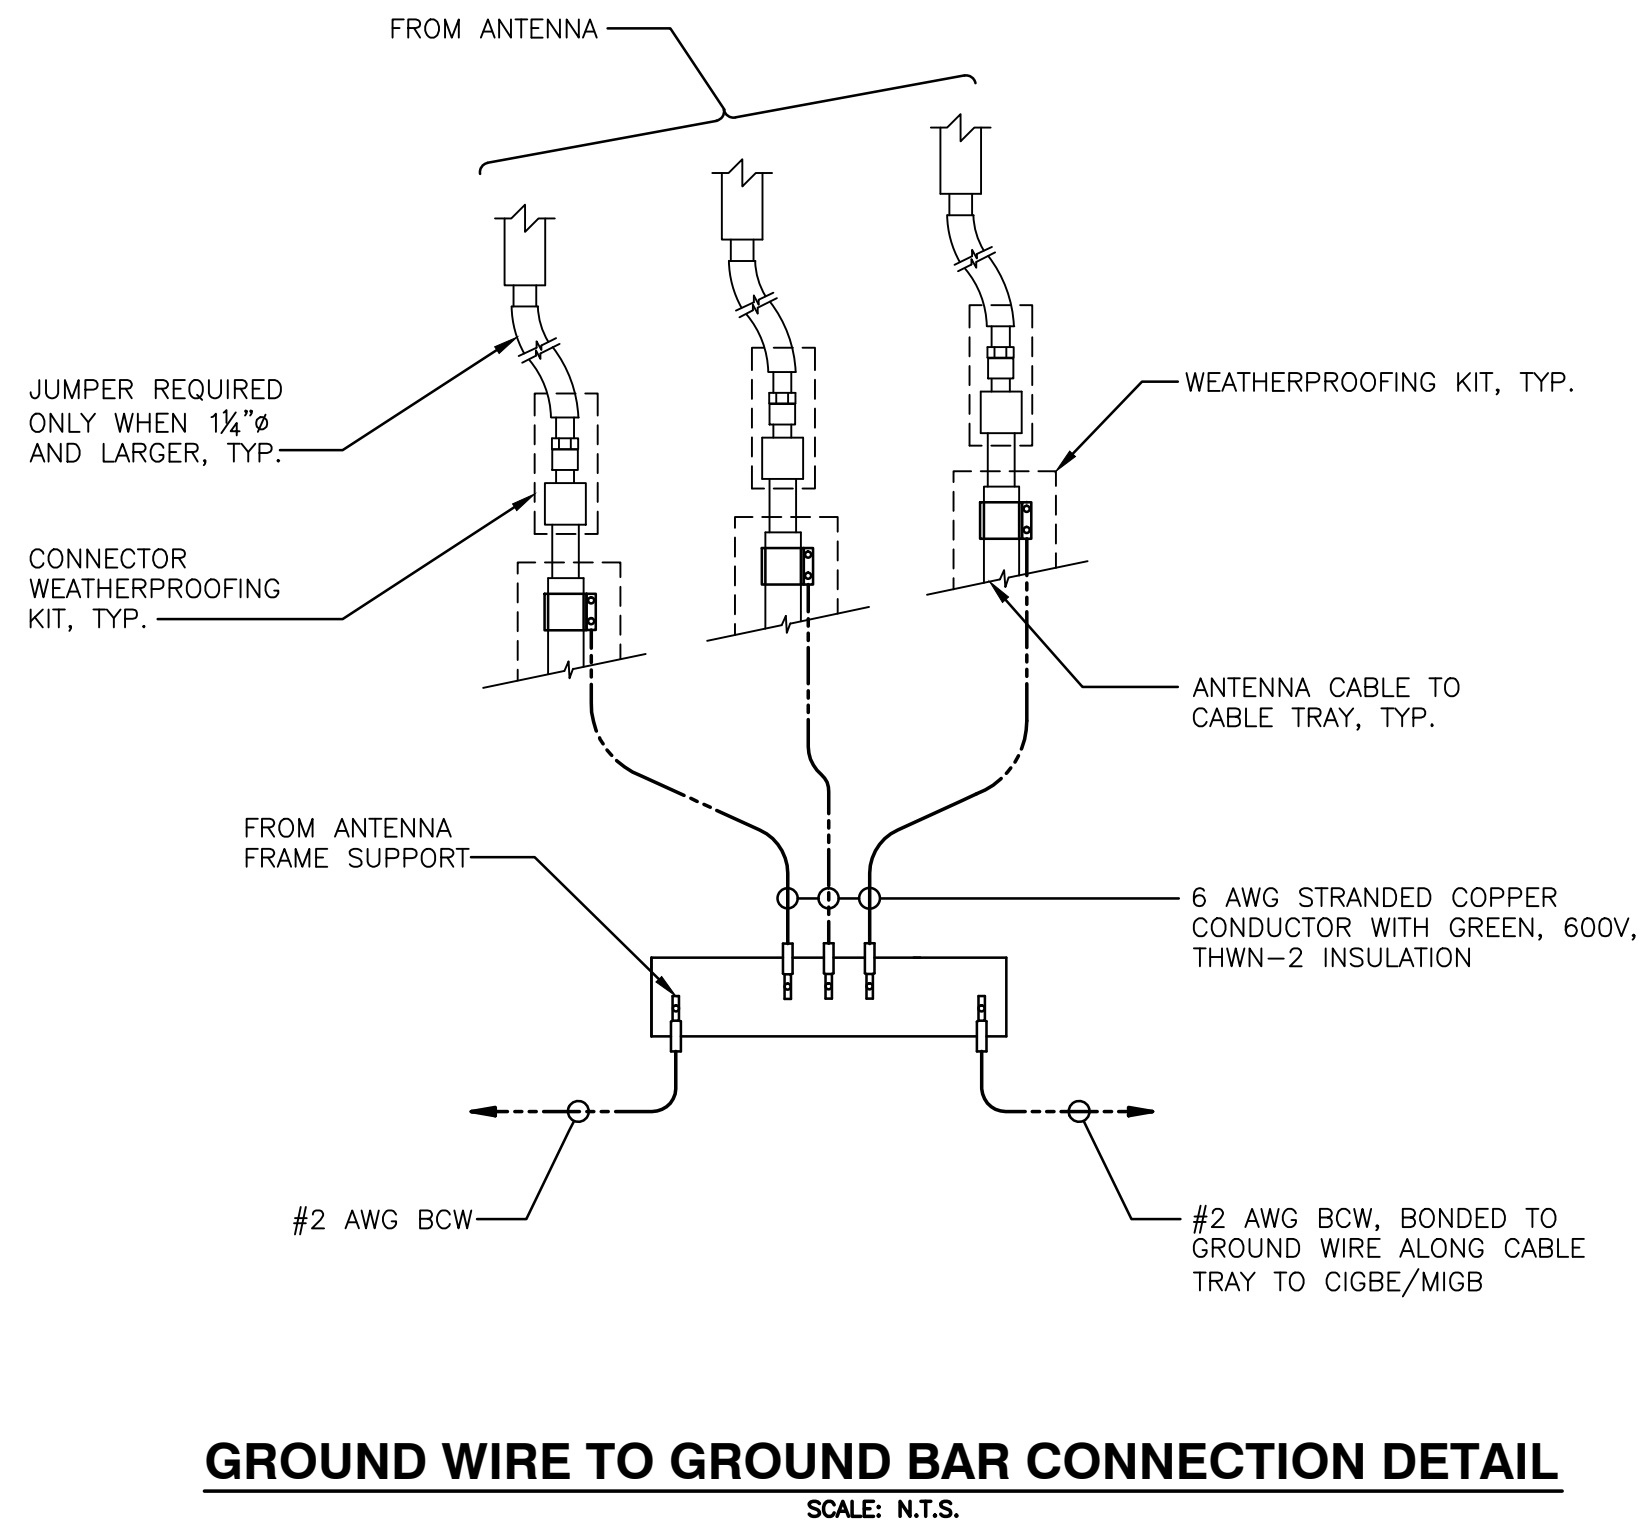 FROM ANTENNA
JUMPER REQUIRED
ONLY WHEN 1¼"ø
AND LARGER, TYP.
WEATHERPROOFING KIT, TYP.
CONNECTOR
WEATHERPROOFING
KIT, TYP.
ANTENNA CABLE TO
CABLE TRAY, TYP.
FROM ANTENNA
FRAME SUPPORT
6 AWG STRANDED COPPER
CONDUCTOR WITH GREEN, 600V,
THWN-2 INSULATION
#2 AWG BCW
#2 AWG BCW, BONDED TO
GROUND WIRE ALONG CABLE
TRAY TO CIGBE/MIGB
GROUND WIRE TO GROUND BAR CONNECTION DETAIL
SCALE: N.T.S.